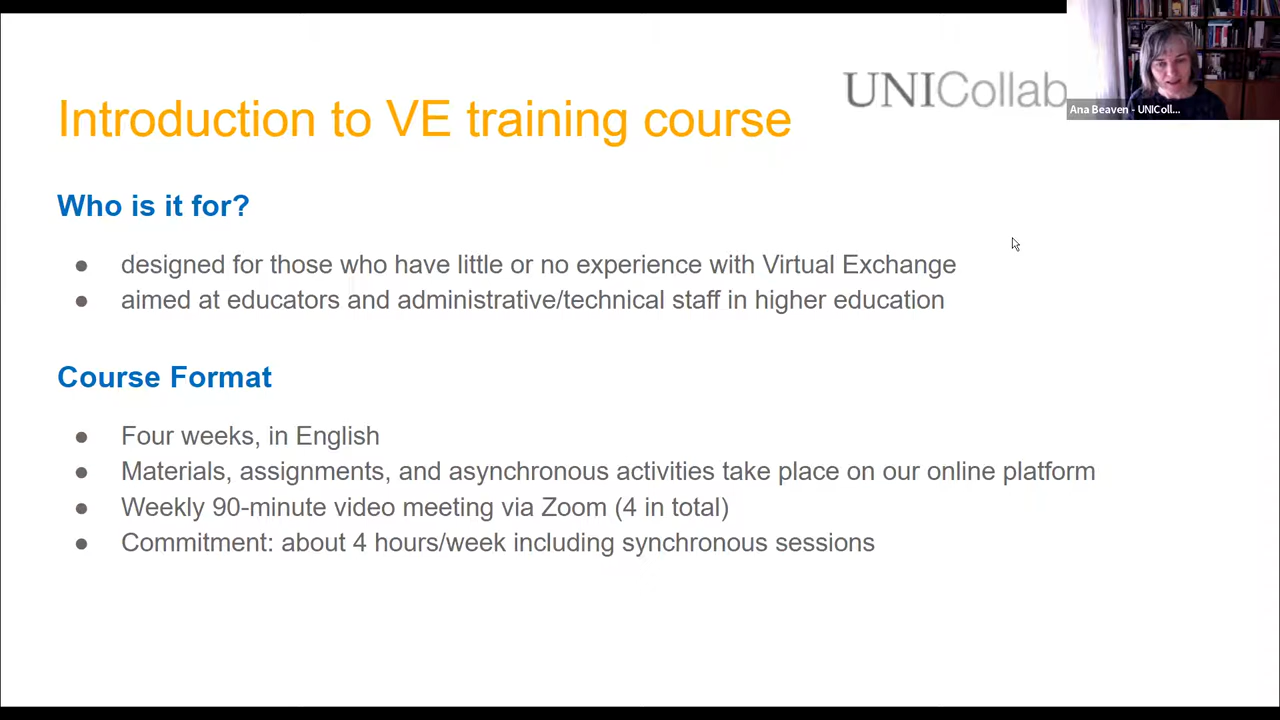 UNICollab
Introduction to VE training course
Ana Beaven - UNIColl...
Who is it for?
● designed for those who have little or no experience with Virtual Exchange
● aimed at educators and administrative/technical staff in higher education
Course Format
● Four weeks, in English
● Materials, assignments, and asynchronous activities take place on our online platform
● Weekly 90-minute video meeting via Zoom (4 in total)
● Commitment: about 4 hours/week including synchronous sessions